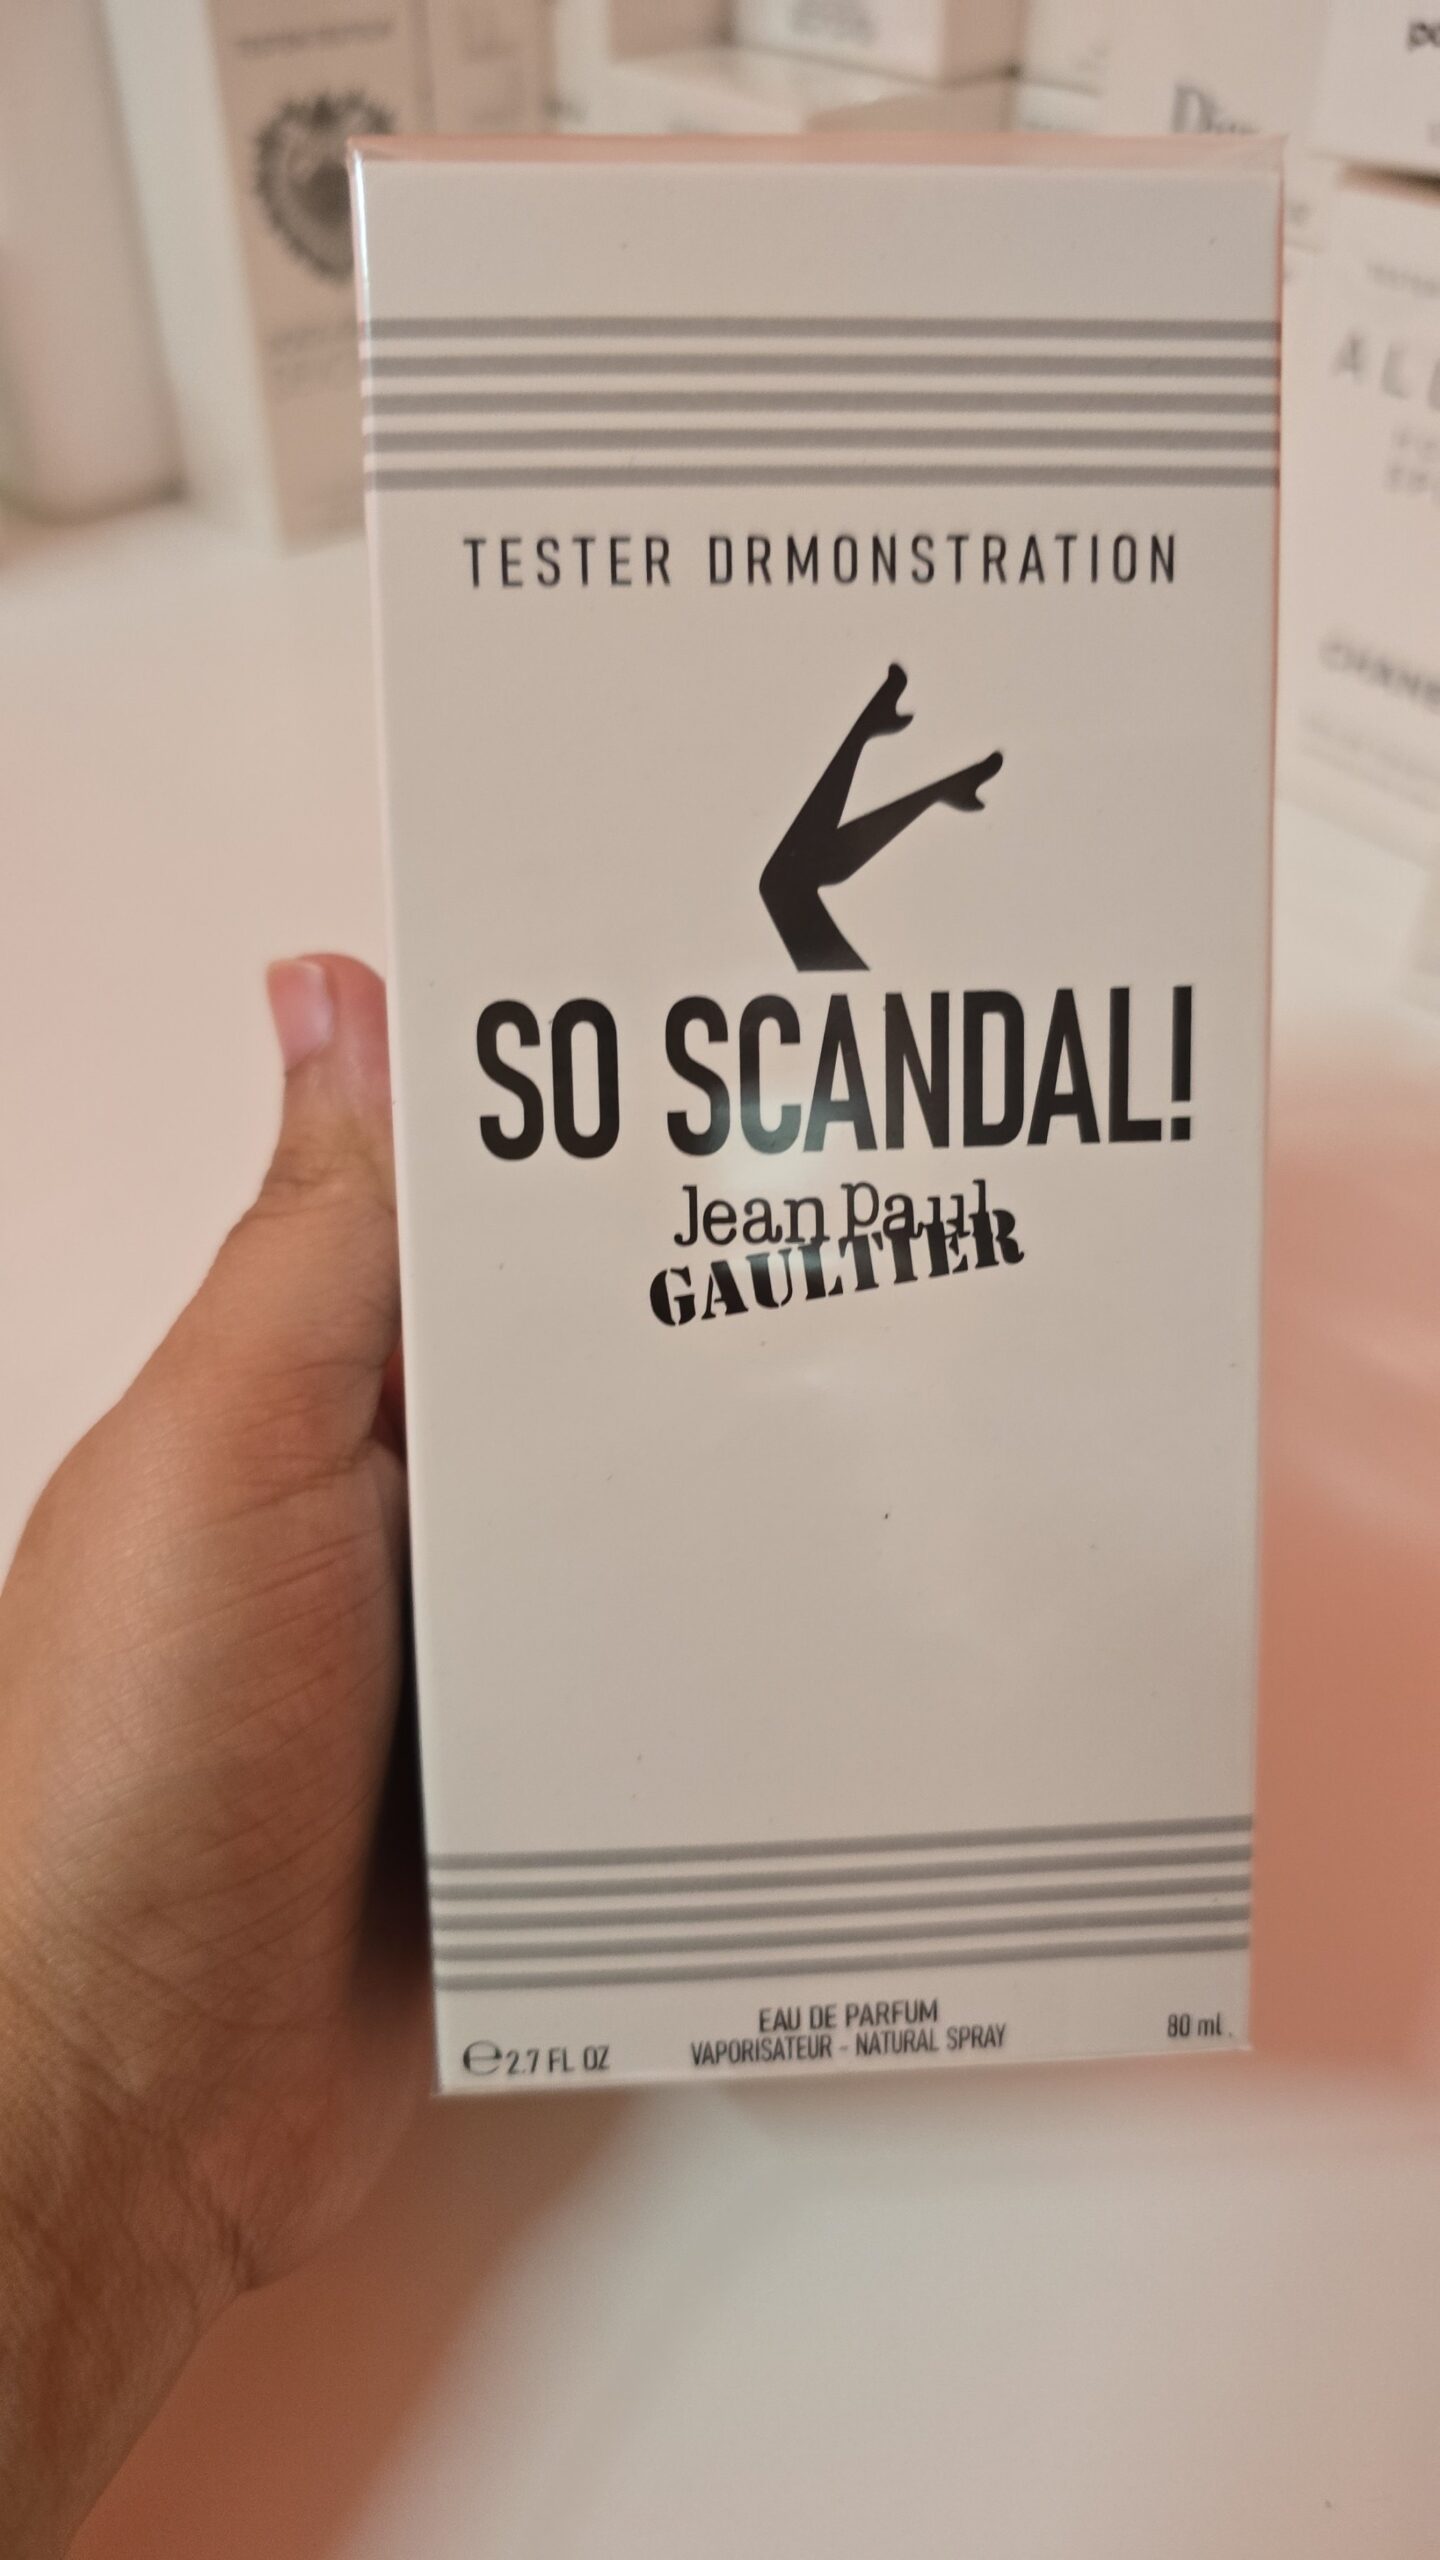 Dior
TESTER DRMONSTRATION
SO SCANDAL!
Jean Paul
GAULTIER
EAU DE PARFUM
e 2.7 FL OZ VAPORISATEUR - NATURAL SPRAY 80 ml